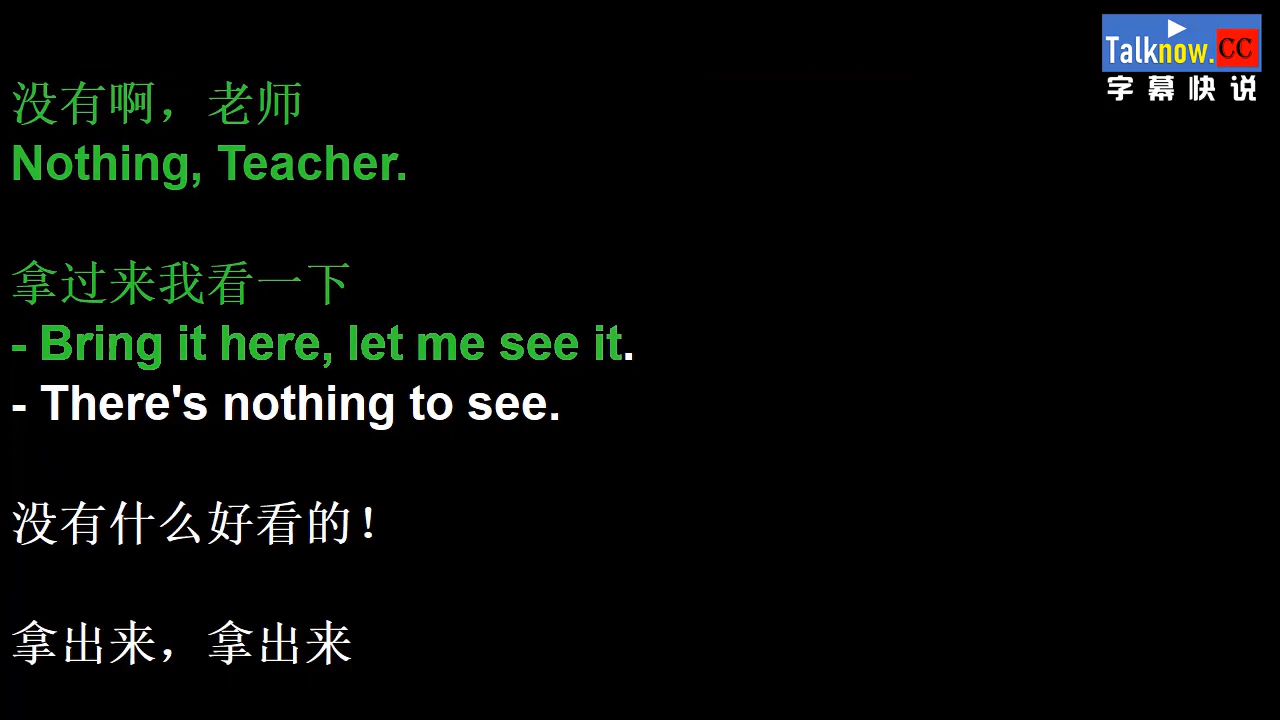 Talknow.CC
字幕快说
没有啊，老师
Nothing, Teacher.
拿过来我看一下
- Bring it here, let me see it.
- There's nothing to see.
没有什么好看的！
拿出来，拿出来